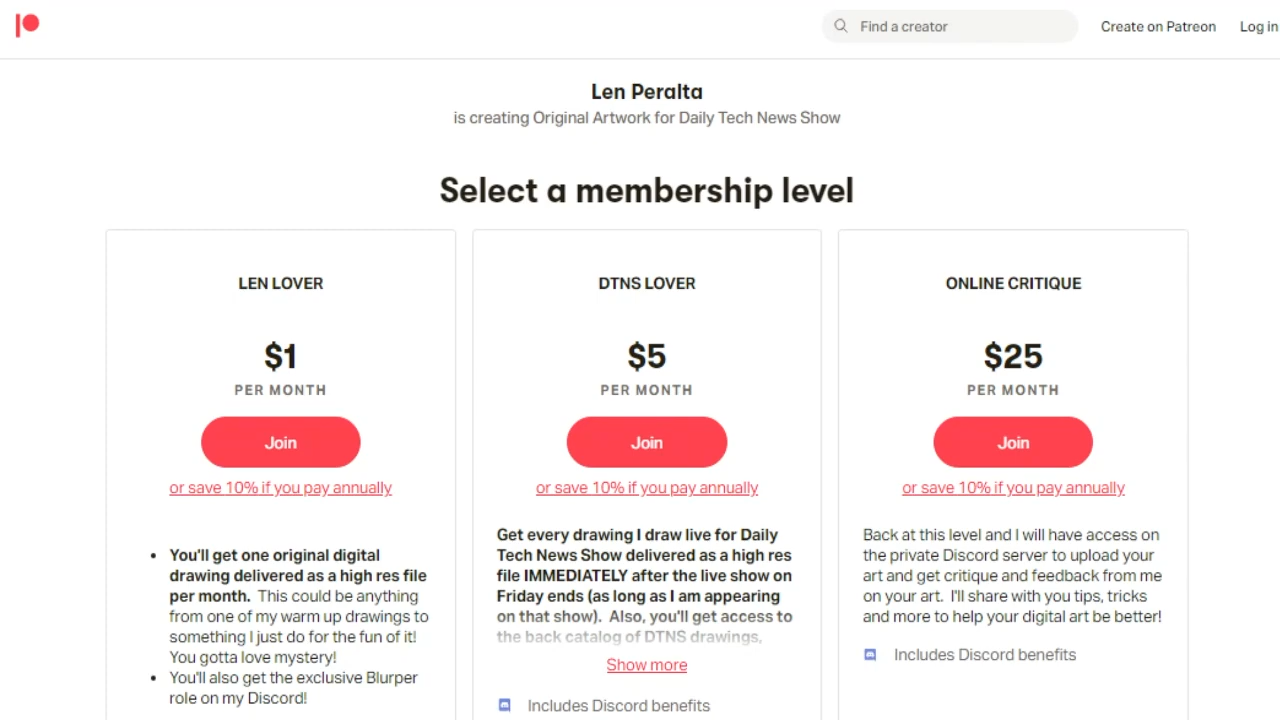 Find a creator
Create on Patreon
Log in
Len Peralta
is creating Original Artwork for Daily Tech News Show
Select a membership level
LEN LOVER
$1
PER MONTH
Join
or save 10% if you pay annually
• You'll get one original digital
drawing delivered as a high res file
per month. This could be anything
from one of my warm up drawings to
something I just do for the fun of it!
You gotta love mystery!
• You'll also get the exclusive Blurper
role on my Discord!
DTNS LOVER
$5
PER MONTH
Join
or save 10% if you pay annually
Get every drawing I draw live for Daily
Tech News Show delivered as a high res
file IMMEDIATELY after the live show on
Friday ends (as long as I am appearing
on that show). Also, you'll get access to
the back catalog of DTNS drawings,
Show more
Includes Discord benefits
ONLINE CRITIQUE
$25
PER MONTH
Join
or save 10% if you pay annually
Back at this level and I will have access on
the private Discord server to upload your
art and get critique and feedback from me
on your art. I'll share with you tips, tricks
and more to help your digital art be better!
Includes Discord benefits